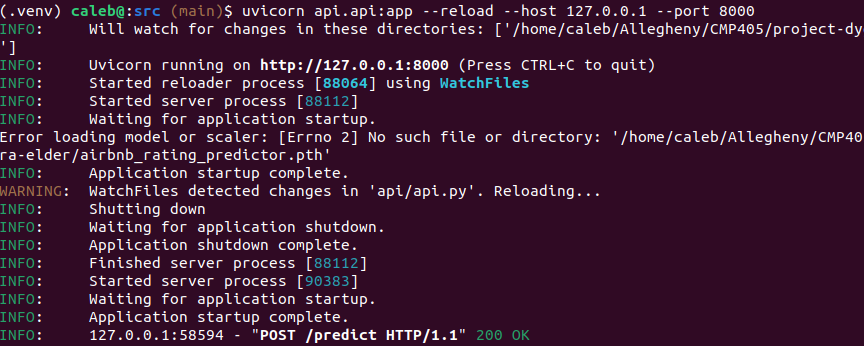 (.venv) caleb@:src (main)$ uvicorn api.api:app --reload --host 127.0.0.1 --port 8000
INFO:     Will watch for changes in these directories: ['/home/caleb/Allegheny/CMP405/project-dy
']
INFO:     Uvicorn running on http://127.0.0.1:8000 (Press CTRL+C to quit)
INFO:     Started reloader process [88064] using WatchFiles
INFO:     Started server process [88112]
INFO:     Waiting for application startup.
Error loading model or scaler: [Errno 2] No such file or directory: '/home/caleb/Allegheny/CMP40
ra-elder/airbnb_rating_predictor.pth'
INFO:     Application startup complete.
WARNING:  WatchFiles detected changes in 'api/api.py'. Reloading...
INFO:     Shutting down
INFO:     Waiting for application shutdown.
INFO:     Application shutdown complete.
INFO:     Finished server process [88112]
INFO:     Started server process [90383]
INFO:     Waiting for application startup.
INFO:     Application startup complete.
INFO:     127.0.0.1:58594 - "POST /predict HTTP/1.1" 200 OK